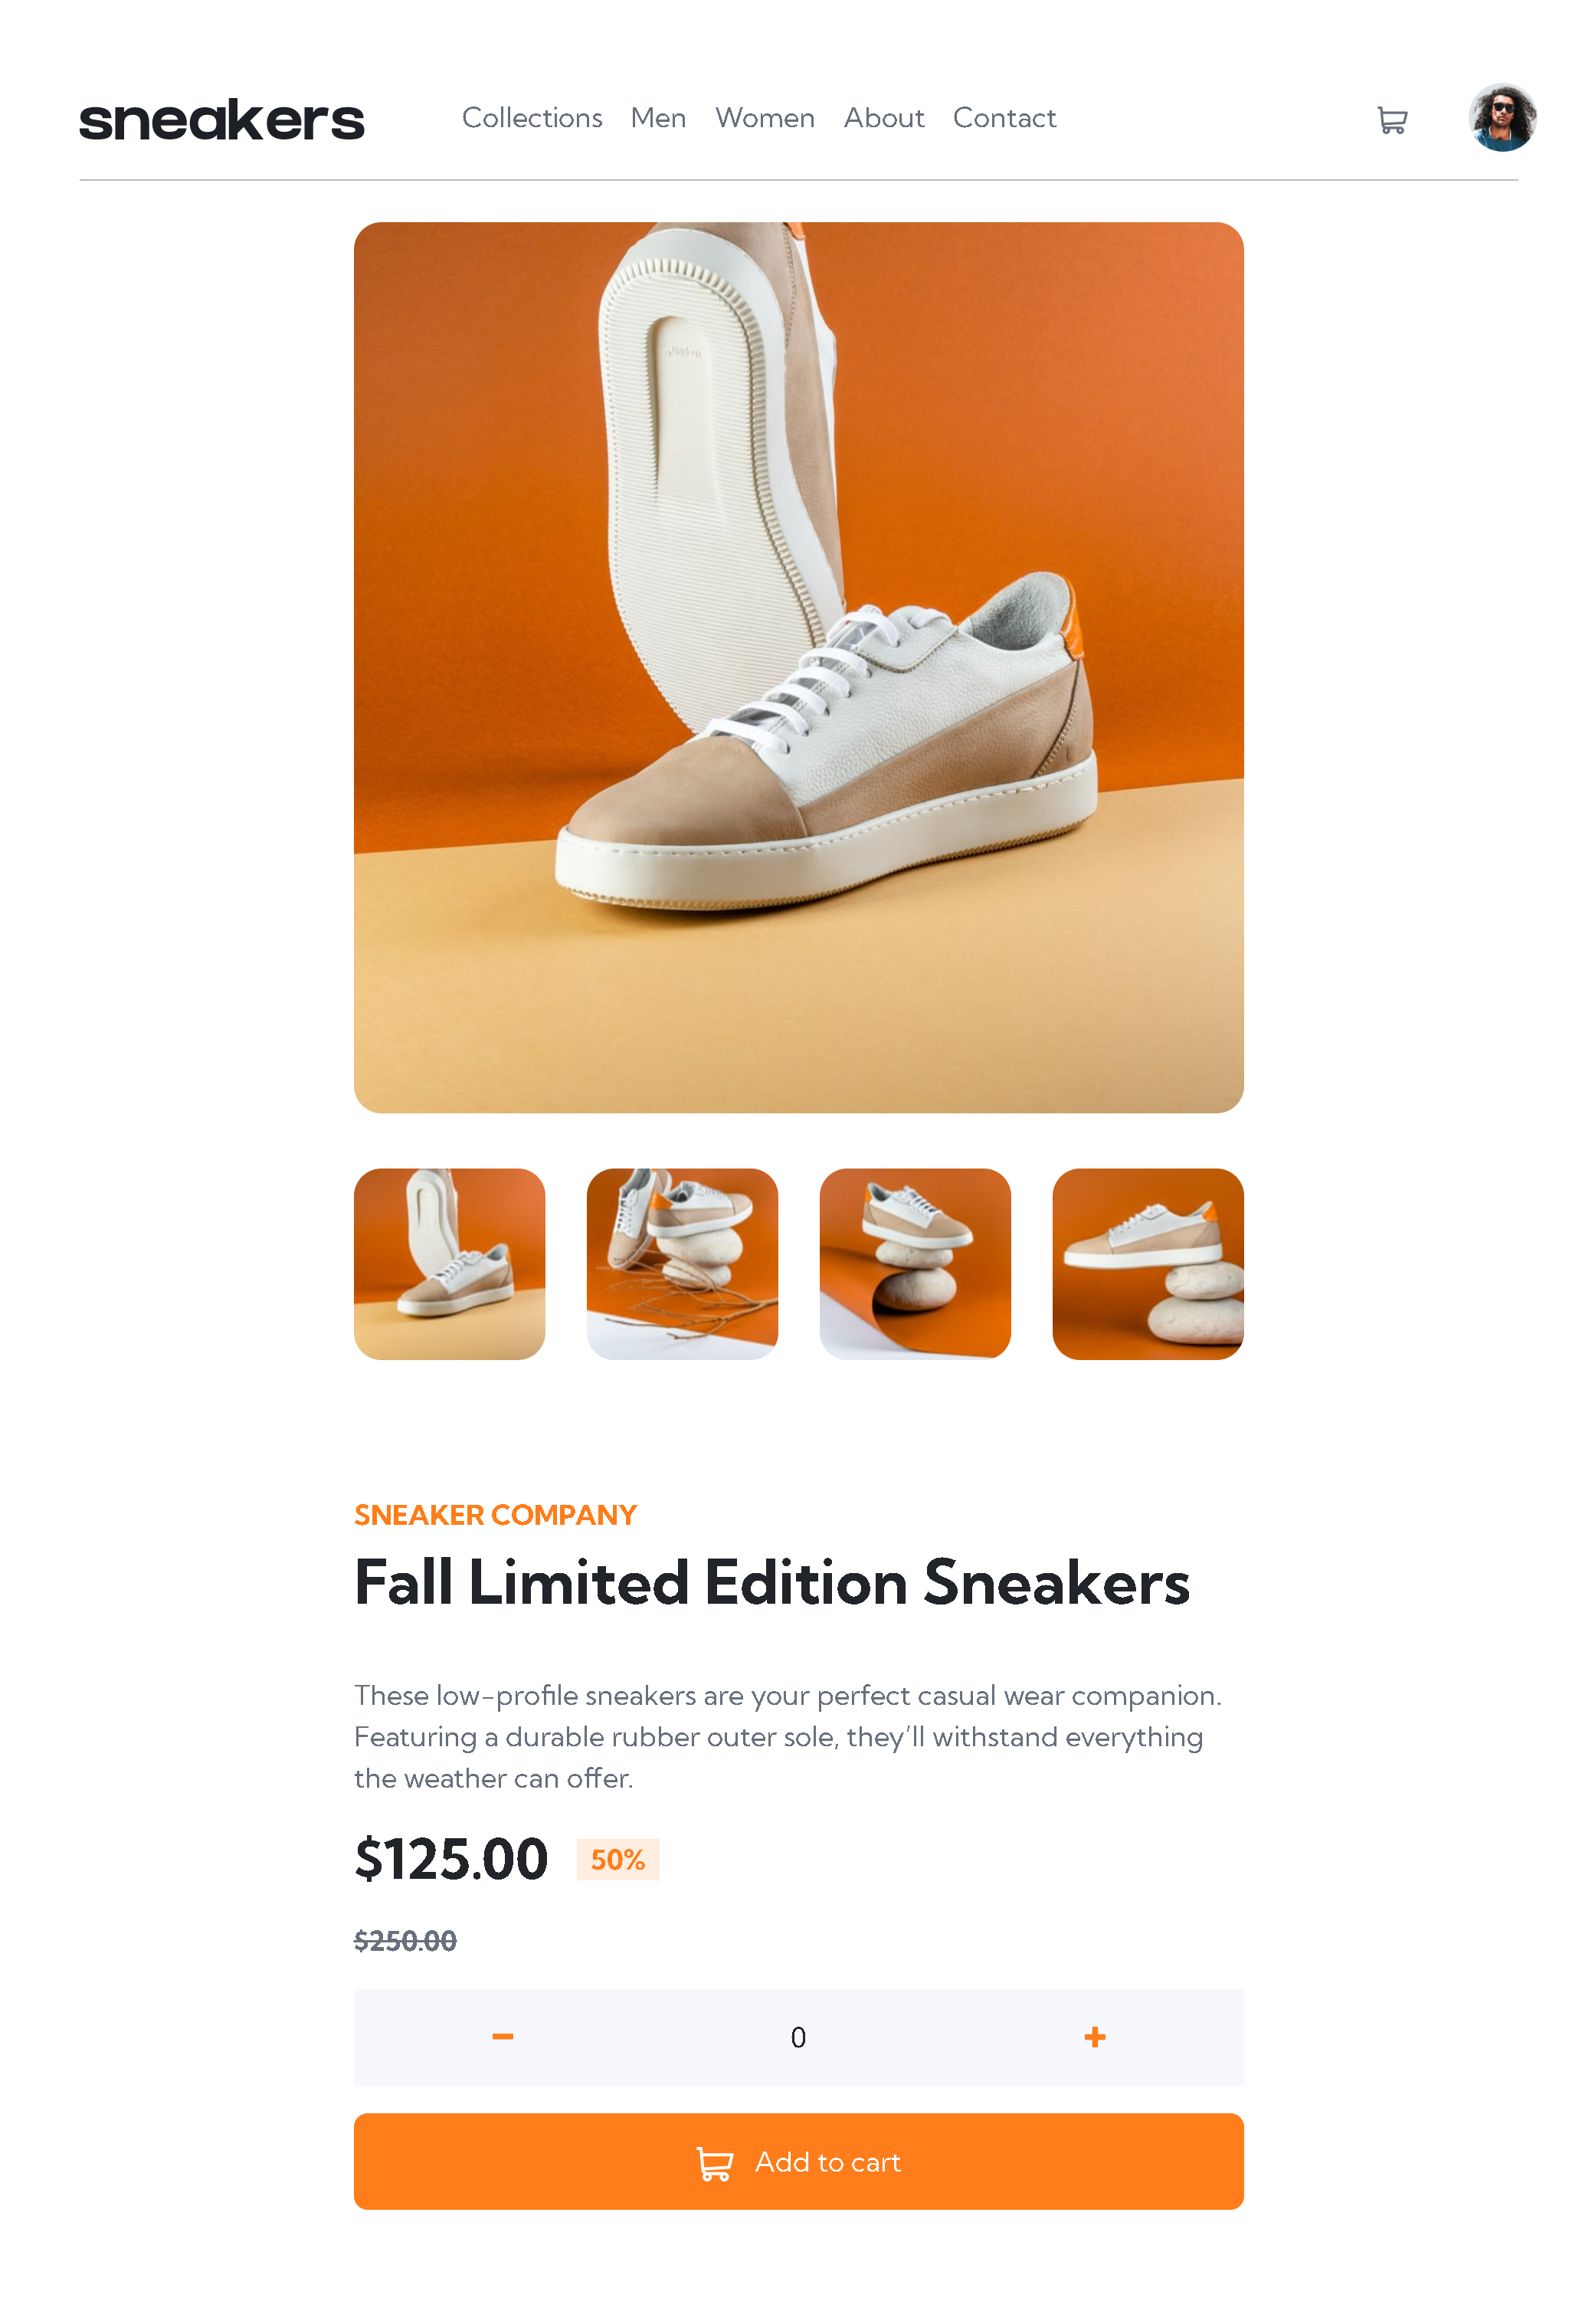 sneakers
Collections Men Women About Contact
SNEAKER COMPANY
Fall Limited Edition Sneakers
These low-profile sneakers are your perfect casual wear companion.
Featuring a durable rubber outer sole, they'll withstand everything
the weather can offer.
$125.00 50%
$250.00
− 0 +
Add to cart